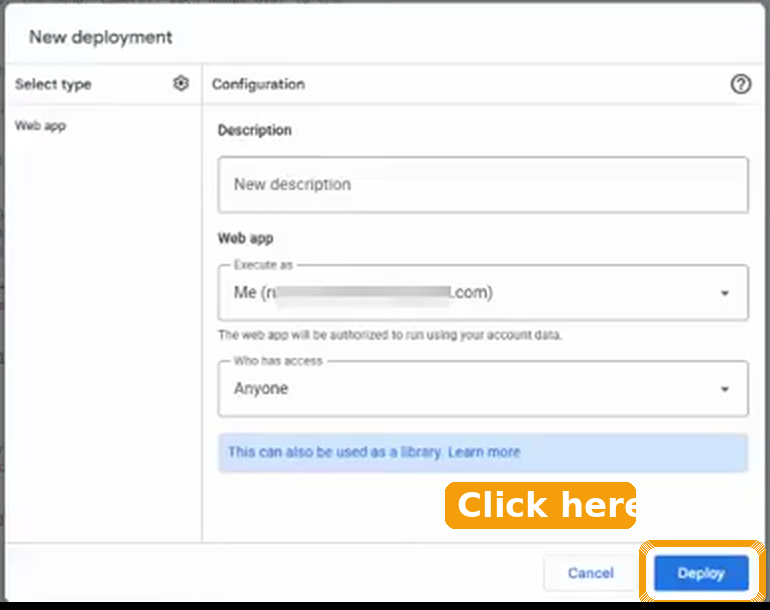 New deployment
Select type
Configuration
Web app
Description
New description
Web app
Execute as
Me (r .com)
The web app will be authorized to run using your account data.
Who has access
Anyone
This can also be used as a library. Learn more
Click here
Cancel
Deploy